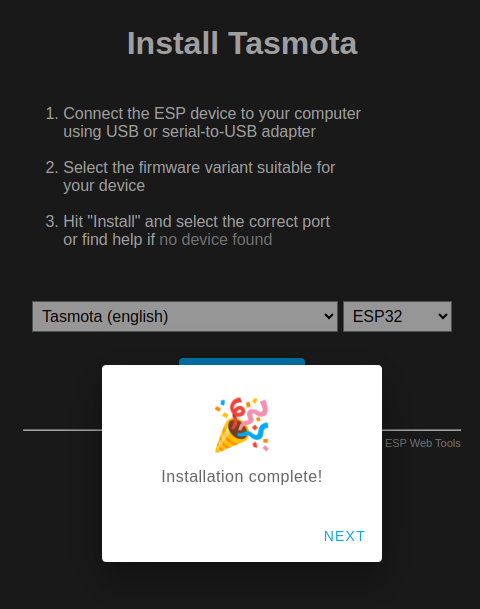 Install Tasmota
1. Connect the ESP device to your computer
using USB or serial-to-USB adapter
2. Select the firmware variant suitable for
your device
3. Hit "Install" and select the correct port
or find help if no device found
Tasmota (english)
ESP32
ESP Web Tools
Installation complete!
NEXT